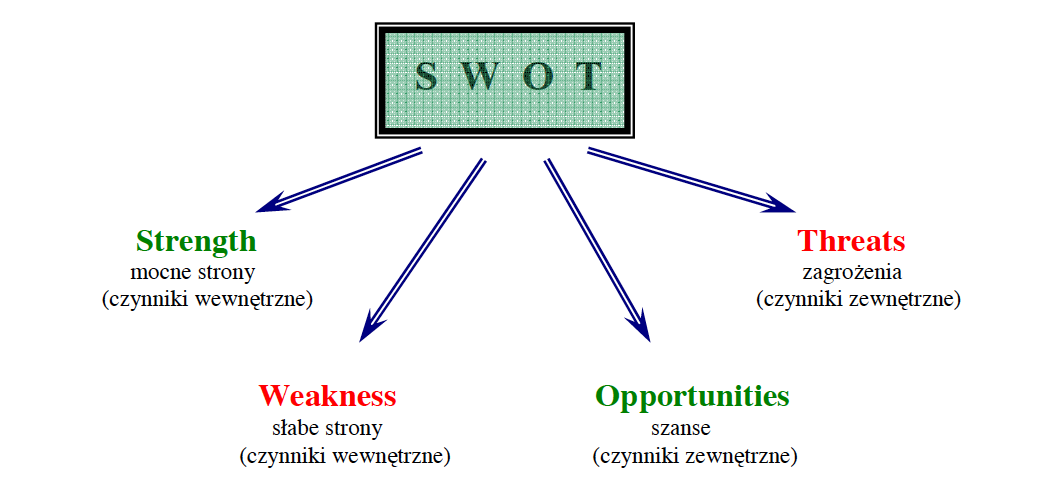 S W O T
Strength
mocne strony
(czynniki wewnętrzne)
Weakness
słabe strony
(czynniki wewnętrzne)
Opportunities
szanse
(czynniki zewnętrzne)
Threats
zagrożenia
(czynniki zewnętrzne)